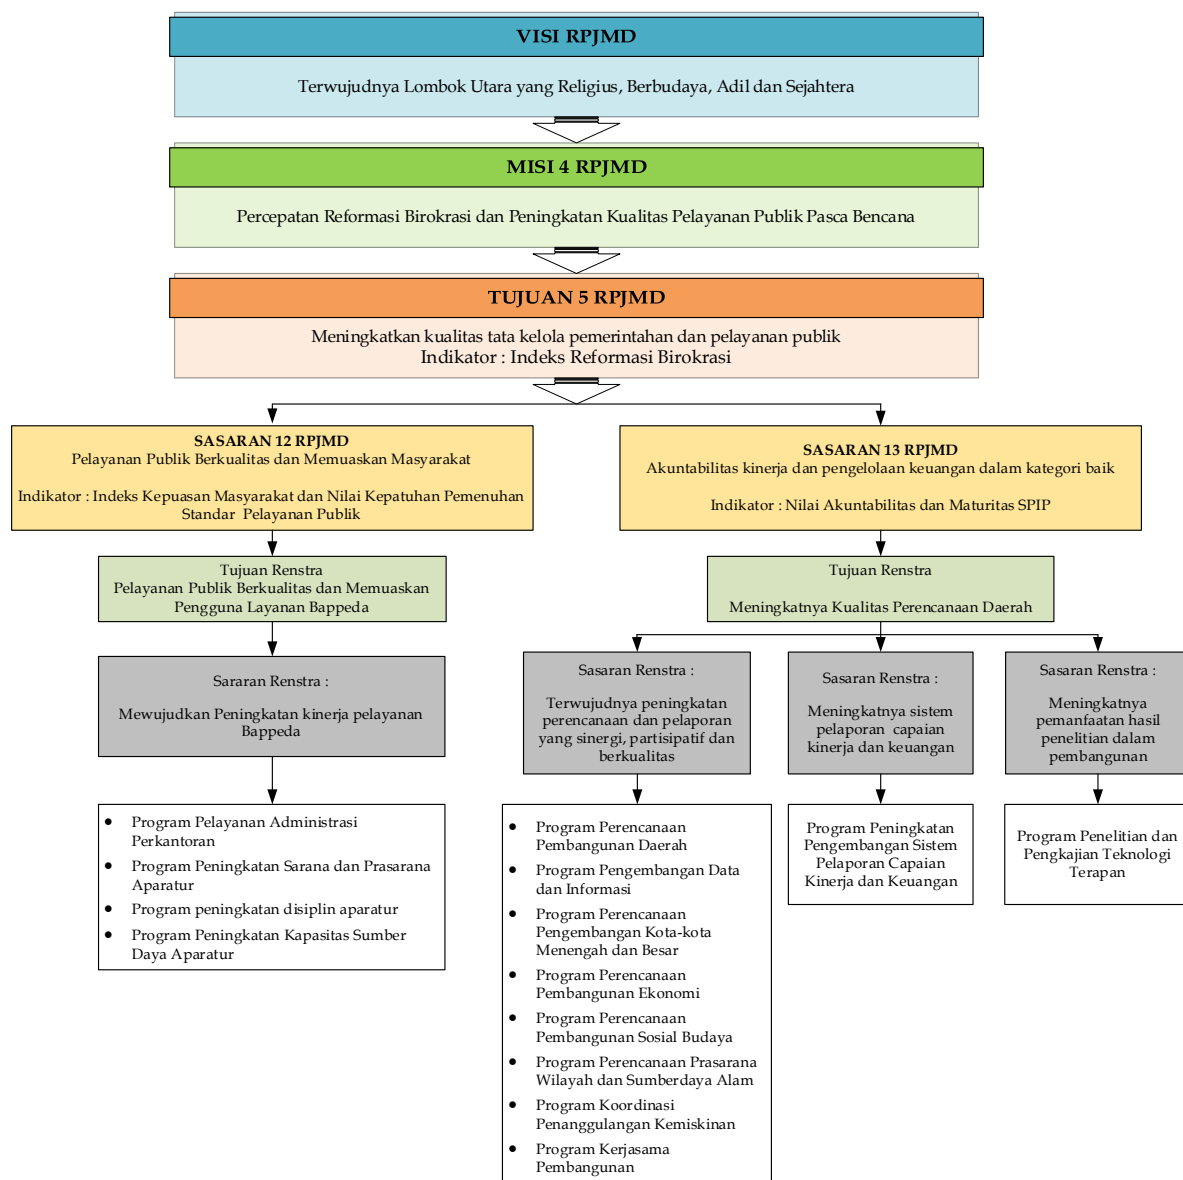 VISI RPJMD
Terwujudnya Lombok Utara yang Religius, Berbudaya, Adil dan Sejahtera
MISI 4 RPJMD
Percepatan Reformasi Birokrasi dan Peningkatan Kualitas Pelayanan Publik Pasca Bencana
TUJUAN 5 RPJMD
Meningkatkan kualitas tata kelola pemerintahan dan pelayanan publik
Indikator : Indeks Reformasi Birokrasi
SASARAN 12 RPJMD
Pelayanan Publik Berkualitas dan Memuaskan Masyarakat
Indikator : Indeks Kepuasan Masyarakat dan Nilai Kepatuhan Pemenuhan
Standar Pelayanan Publik
SASARAN 13 RPJMD
Akuntabilitas kinerja dan pengelolaan keuangan dalam kategori baik
Indikator : Nilai Akuntabilitas dan Maturitas SPIP
Tujuan Renstra
Pelayanan Publik Berkualitas dan Memuaskan
Pengguna Layanan Bappeda
Tujuan Renstra
Meningkatnya Kualitas Perencanaan Daerah
Sararan Renstra :
Mewujudkan Peningkatan kinerja pelayanan
Bappeda
Sasaran Renstra :
Terwujudnya peningkatan
perencanaan dan pelaporan
yang sinergi, partisipatif dan
berkualitas
Sasaran Renstra :
Meningkatnya sistem
pelaporan capaian
kinerja dan keuangan
Sasaran Renstra :
Meningkatnya
pemanfaatan hasil
penelitian dalam
pembangunan
• Program Pelayanan Administrasi
Perkantoran
• Program Peningkatan Sarana dan Prasarana
Aparatur
• Program peningkatan disiplin aparatur
• Program Peningkatan Kapasitas Sumber
Daya Aparatur
• Program Perencanaan
Pembangunan Daerah
• Program Pengembangan Data
dan Informasi
• Program Perencanaan
Pengembangan Kota-kota
Menengah dan Besar
• Program Perencanaan
Pembangunan Ekonomi
• Program Perencanaan
Pembangunan Sosial Budaya
• Program Perencanaan Prasarana
Wilayah dan Sumberdaya Alam
• Program Koordinasi
Penanggulangan Kemiskinan
• Program Kerjasama
Pembangunan
Program Peningkatan
Pengembangan Sistem
Pelaporan Capaian
Kinerja dan Keuangan
Program Penelitian dan
Pengkajian Teknologi
Terapan